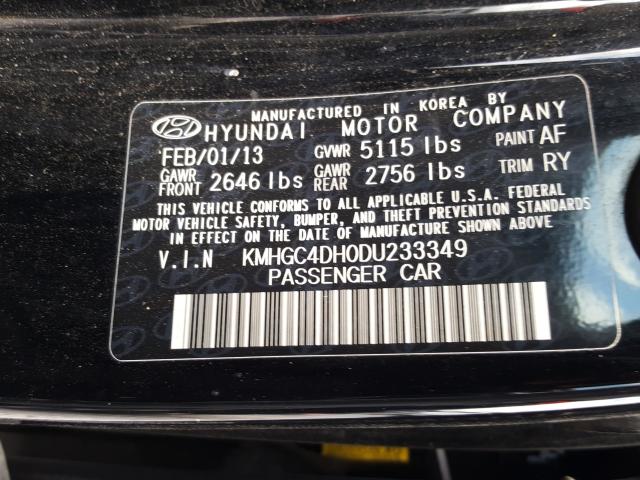 MANUFACTURED IN KOREA BY
HYUNDAI MOTOR COMPANY
FEB/01/13 GVWR 5115 lbs PAINT AF
GAWR FRONT 2646 lbs GAWR REAR 2756 lbs TRIM RY
THIS VEHICLE CONFORMS TO ALL APPLICABLE U.S.A. FEDERAL
MOTOR VEHICLE SAFETY, BUMPER, AND THEFT PREVENTION STANDARDS
IN EFFECT ON THE DATE OF MANUFACTURE SHOWN ABOVE
V.I.N KMHGC4DH0DU233349
PASSENGER CAR